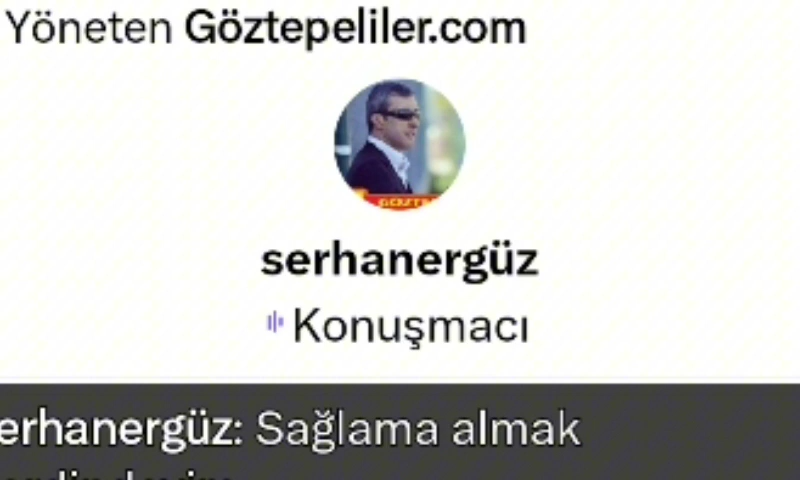 Yöneten Göztepeliler.com
serhanergüz
Konuşmacı
erhanergüz: Sağlama almak